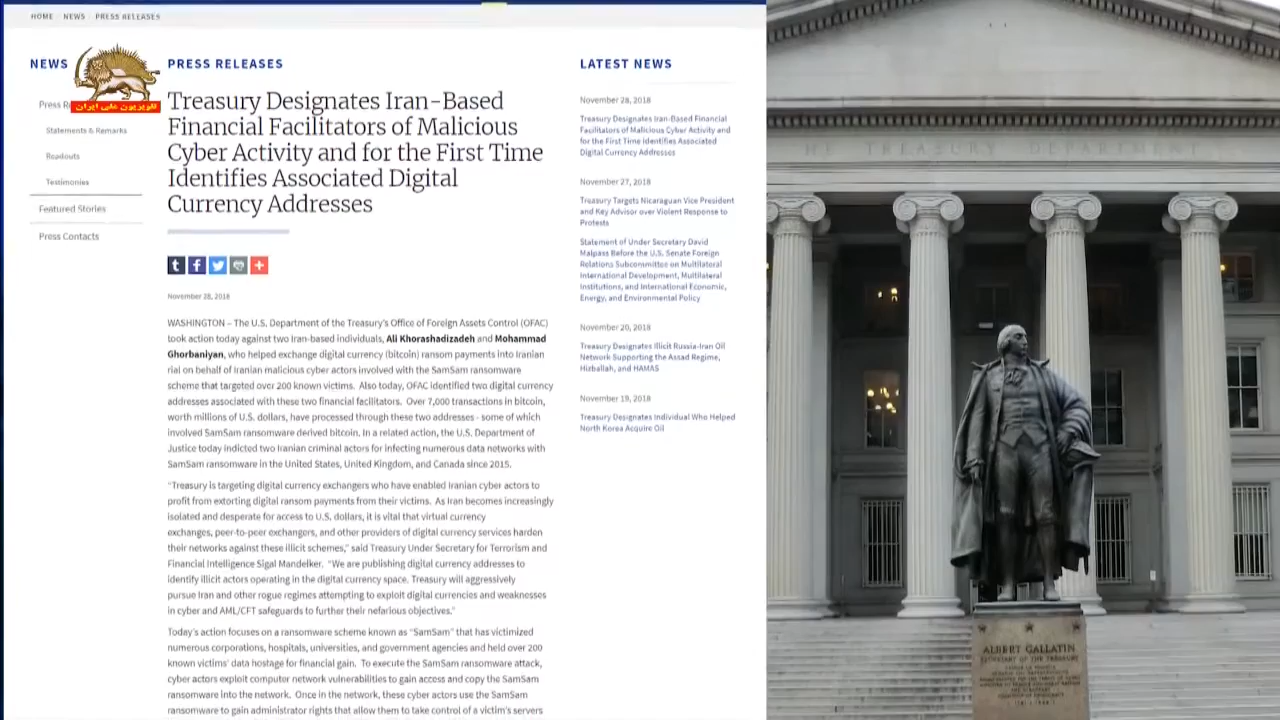 HOME NEWS PRESS RELEASES
NEWS
تلویزیون ملی ایران
Press
Statements & Remarks
Readouts
Testimonies
Featured Stories
Press Contacts
PRESS RELEASES
Treasury Designates Iran-Based
Financial Facilitators of Malicious
Cyber Activity and for the First Time
Identifies Associated Digital
Currency Addresses
November 28, 2018
WASHINGTON – The U.S. Department of the Treasury's Office of Foreign Assets Control (OFAC)
took action today against two Iran-based individuals, Ali Khorashadizadeh and Mohammad
Ghorbaniyan, who helped exchange digital currency (bitcoin) ransom payments into Iranian
rial on behalf of Iranian malicious cyber actors involved with the SamSam ransomware
scheme that targeted over 200 known victims. Also today, OFAC identified two digital currency
addresses associated with these two financial facilitators. Over 7,000 transactions in bitcoin,
worth millions of U.S. dollars, have processed through these two addresses - some of which
involved SamSam ransomware derived bitcoin. In a related action, the U.S. Department of
Justice today indicted two Iranian criminal actors for infecting numerous data networks with
SamSam ransomware in the United States, United Kingdom, and Canada since 2015.
"Treasury is targeting digital currency exchangers who have enabled Iranian cyber actors to
profit from extorting digital ransom payments from their victims. As Iran becomes increasingly
isolated and desperate for access to U.S. dollars, it is vital that virtual currency
exchanges, peer-to-peer exchangers, and other providers of digital currency services harden
their networks against these illicit schemes," said Treasury Under Secretary for Terrorism and
Financial Intelligence Sigal Mandelker. "We are publishing digital currency addresses to
identify illicit actors operating in the digital currency space. Treasury will aggressively
pursue Iran and other rogue regimes attempting to exploit digital currencies and weaknesses
in cyber and AML/CFT safeguards to further their nefarious objectives."
Today's action focuses on a ransomware scheme known as "SamSam" that has victimized
numerous corporations, hospitals, universities, and government agencies and held over 200
known victims' data hostage for financial gain. To execute the SamSam ransomware attack,
cyber actors exploit computer network vulnerabilities to gain access and copy the SamSam
ransomware into the network. Once in the network, these cyber actors use the SamSam
ransomware to gain administrator rights that allow them to take control of a victim's servers
LATEST NEWS
November 28, 2018
Treasury Designates Iran-Based Financial
Facilitators of Malicious Cyber Activity and
for the First Time Identifies Associated
Digital Currency Addresses
November 27, 2018
Treasury Targets Nicaraguan Vice President
and Key Advisor over Violent Response to
Protests
Statement of Under Secretary David
Malpass Before the U.S. Senate Foreign
Relations Subcommittee on Multilateral
International Development, Multilateral
Institutions, and International Economic,
Energy, and Environmental Policy
November 20, 2018
Treasury Designates Illicit Russia-Iran Oil
Network Supporting the Assad Regime,
Hizballah, and HAMAS
November 19, 2018
Treasury Designates Individual Who Helped
North Korea Acquire Oil
TREASURY
ALBERT GALLATIN
SECRETARY OF THE TREASURY